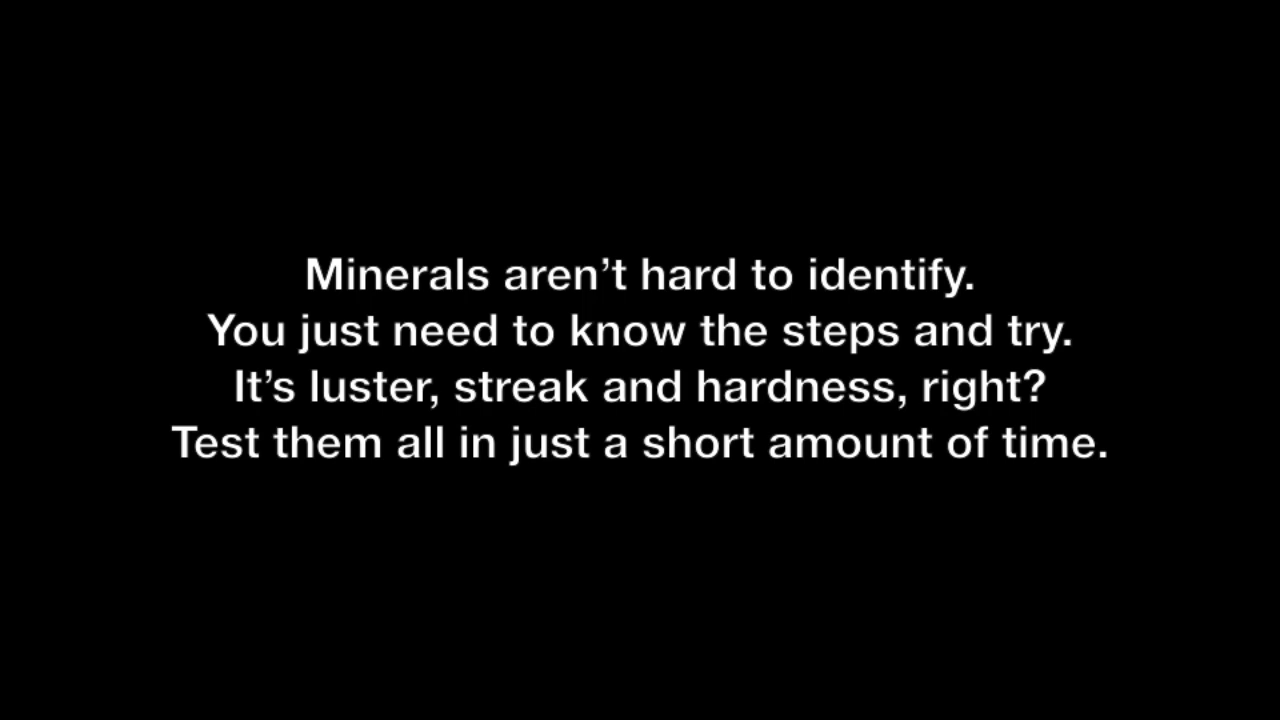 Minerals aren’t hard to identify.
You just need to know the steps and try.
It’s luster, streak and hardness, right?
Test them all in just a short amount of time.